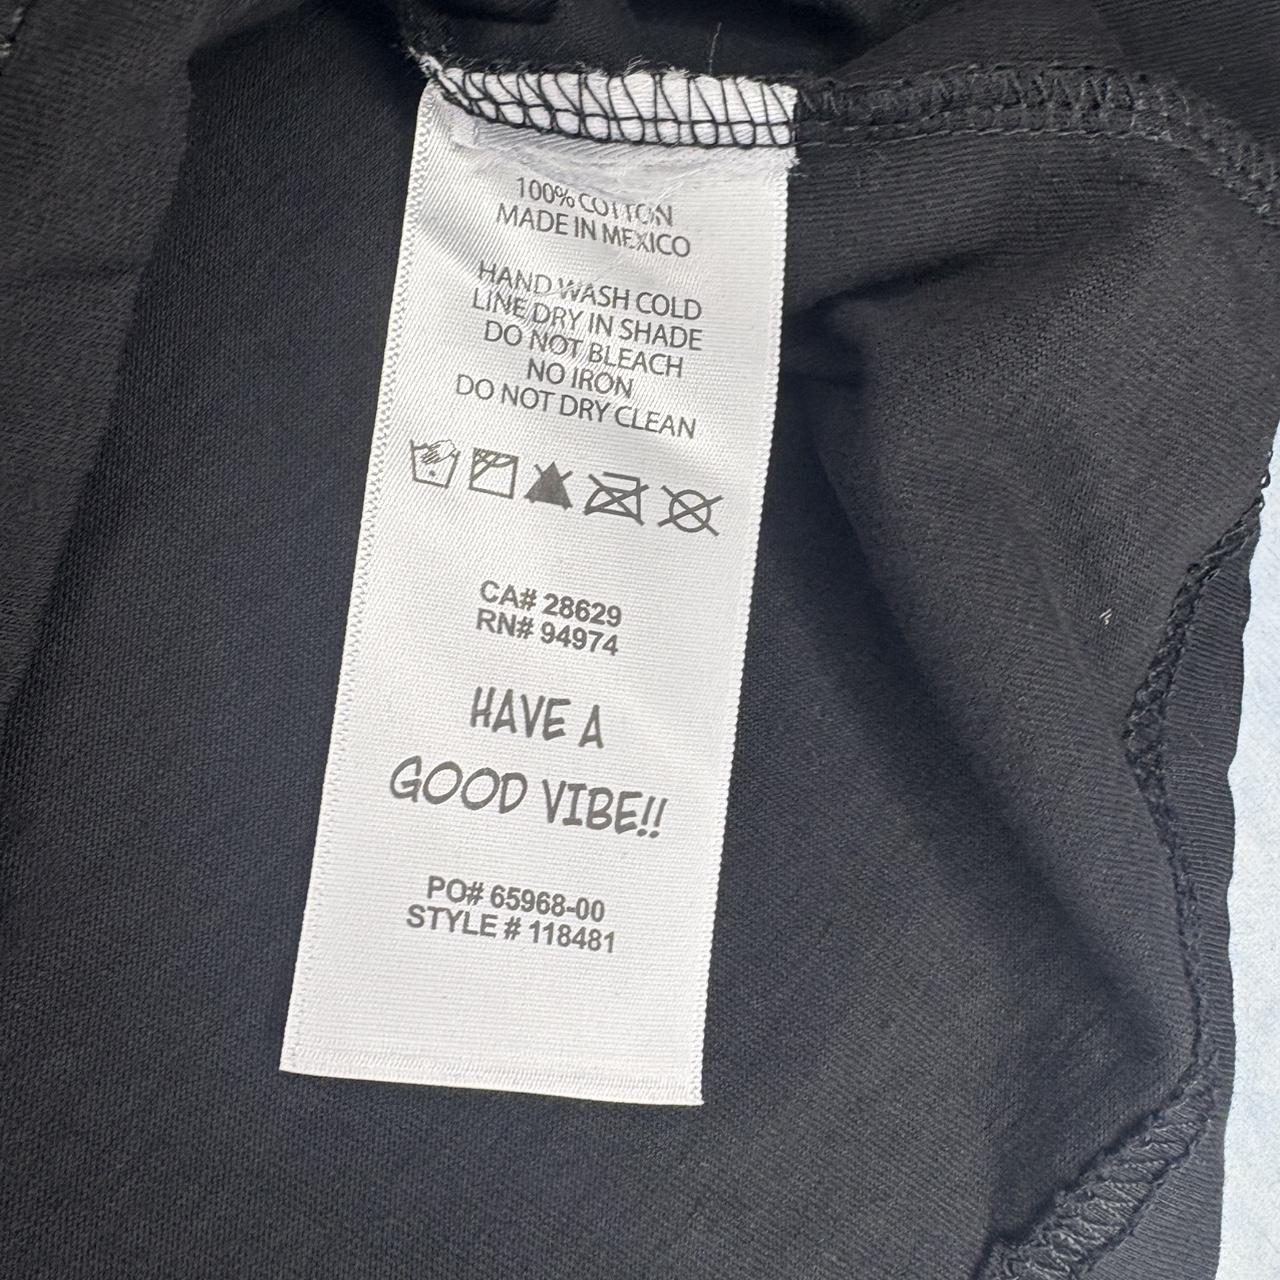 100% COTTON
MADE IN MEXICO
HAND WASH COLD
LINE DRY IN SHADE
DO NOT BLEACH
NO IRON
DO NOT DRY CLEAN
CA# 28629
RN# 94974
HAVE A
GOOD VIBE!!
PO# 65968-00
STYLE # 118481